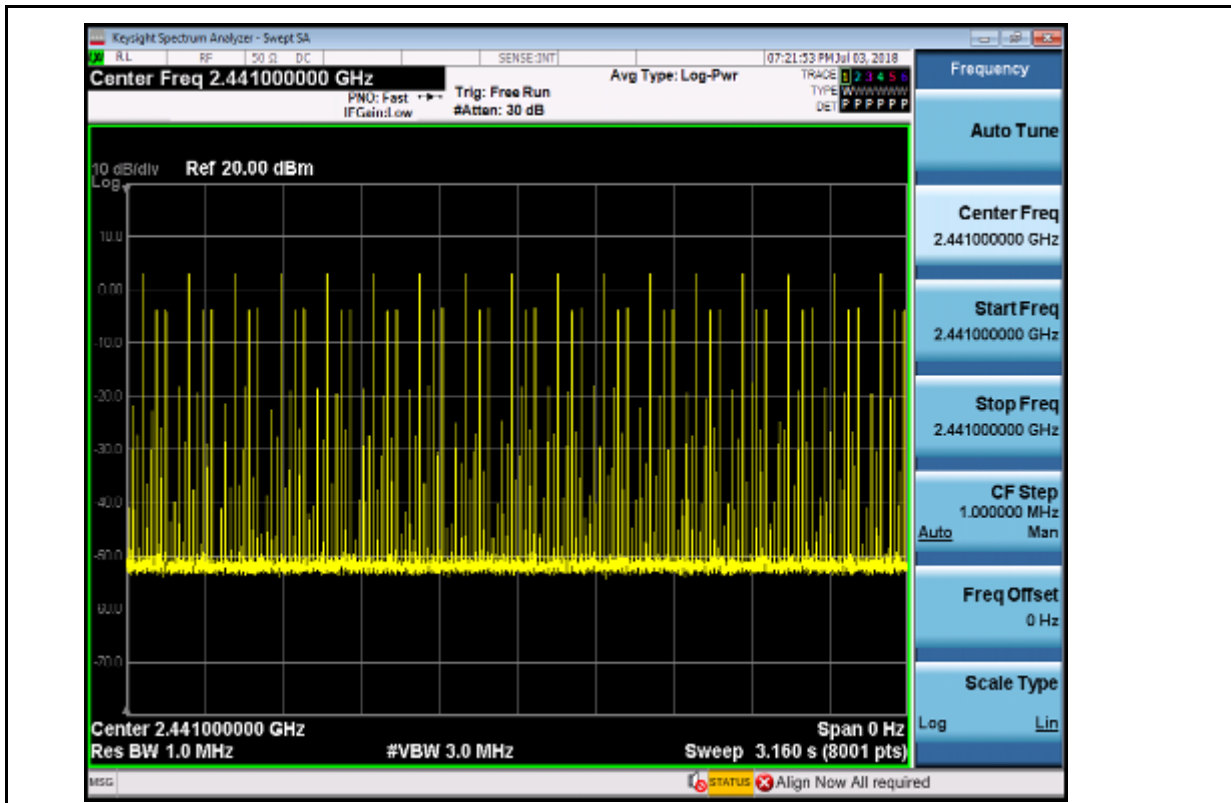 Keysight Spectrum Analyzer - Swept SA
RL RF 50 Ω DC SENSE:INT 07:21:53 PM Jul 03, 2018
Center Freq 2.441000000 GHz Avg Type: Log-Pwr TRACE 1 2 3 4 5 6
PNO: Fast Trig: Free Run TYPE WWWWWW
IFGain:Low #Atten: 30 dB DET P P P P P P
Frequency
Auto Tune
10 dB/div Ref 20.00 dBm
Log
10.0
0.00
-10.0
-20.0
-30.0
-40.0
-50.0
-60.0
-70.0
Center Freq
2.441000000 GHz
Start Freq
2.441000000 GHz
Stop Freq
2.441000000 GHz
CF Step
1.000000 MHz
Auto Man
Freq Offset
0 Hz
Scale Type
Log Lin
Center 2.441000000 GHz Span 0 Hz
Res BW 1.0 MHz #VBW 3.0 MHz Sweep 3.160 s (8001 pts)
MSG STATUS Align Now All required